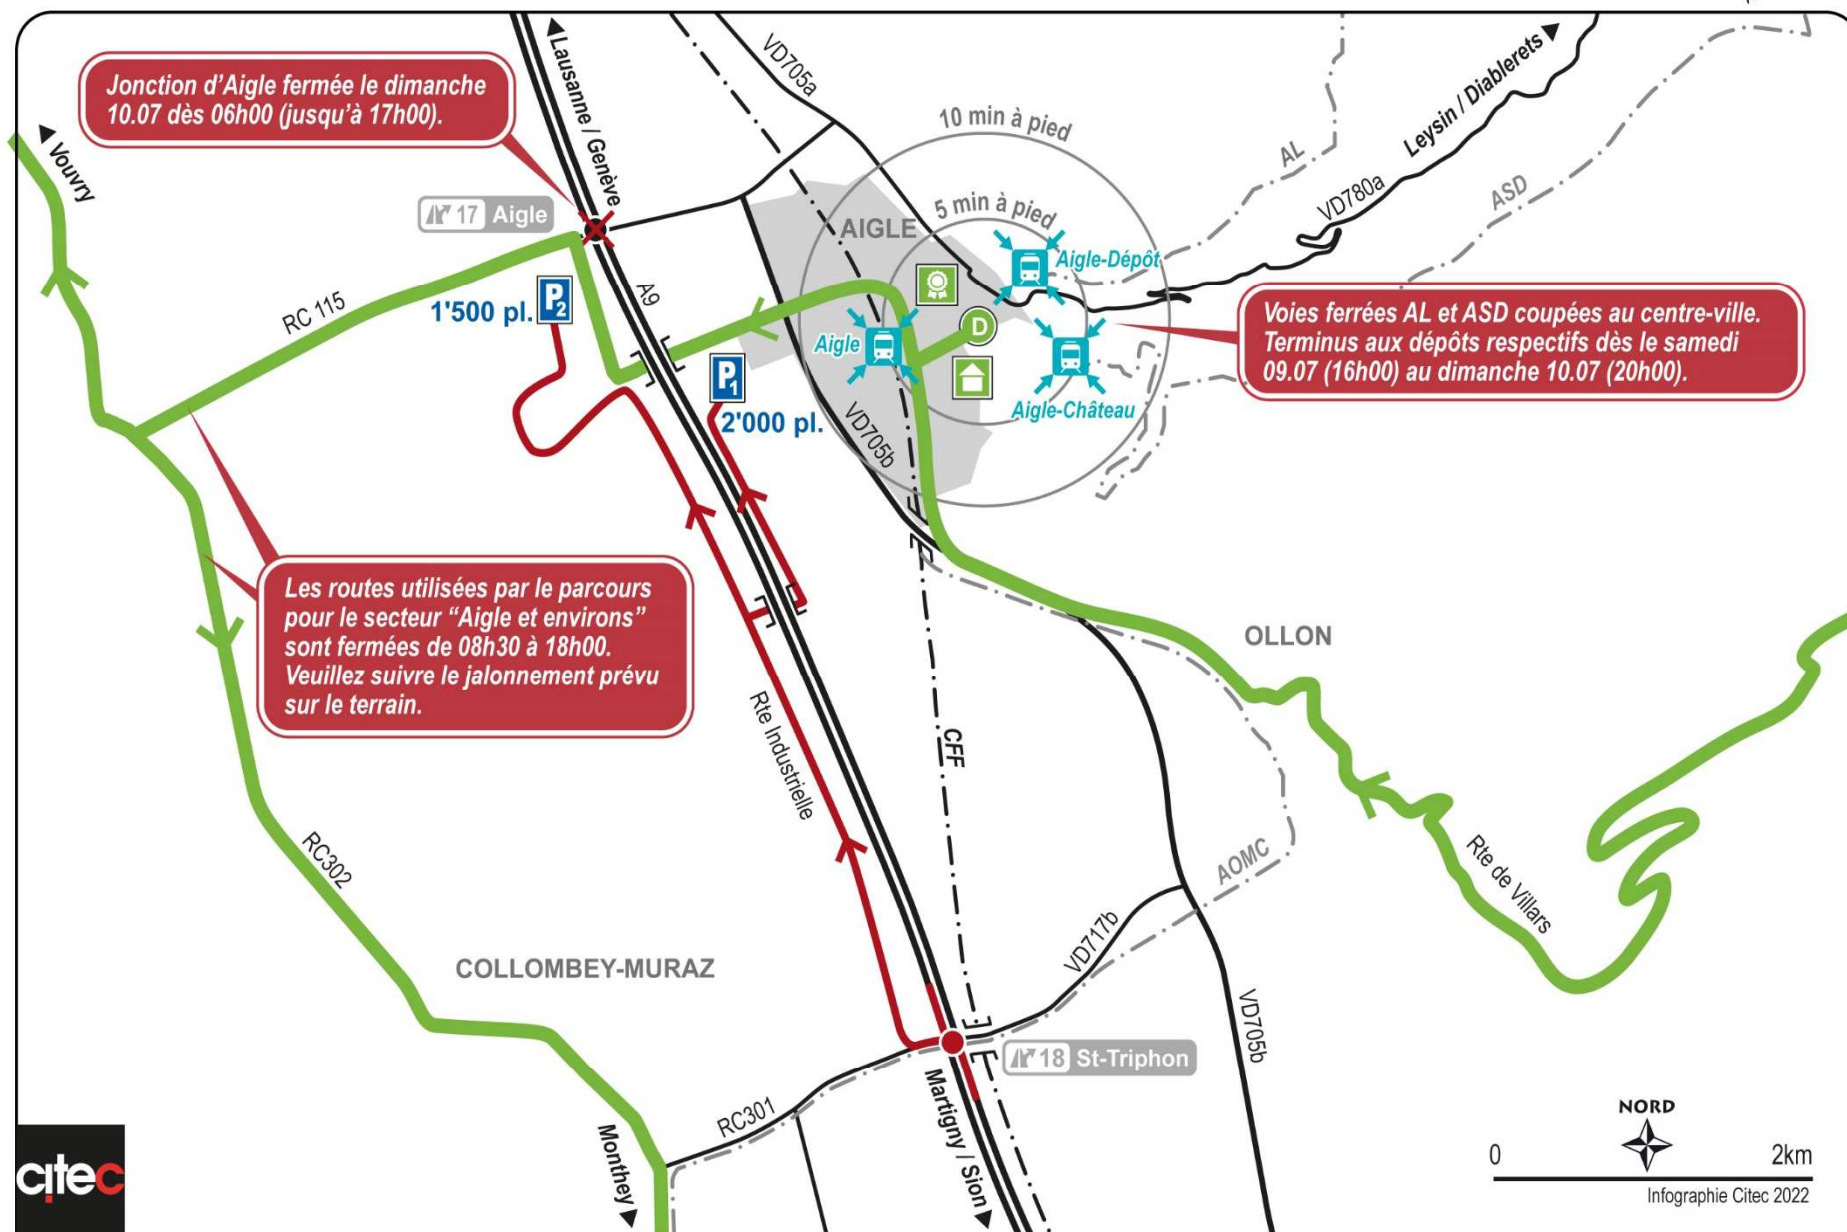 Jonction d'Aigle fermée le dimanche
10.07 dès 06h00 (jusqu'à 17h00).
Lausanne / Genève
VD705a
10 min à pied
Leysin / Diablerets
AL
ASD
VD780a
Vouvry
17 Aigle
5 min à pied
AIGLE
Aigle-Dépôt
RC 115
A9
P2
1'500 pl.
D
Aigle
Voies ferrées AL et ASD coupées au centre-ville.
Terminus aux dépôts respectifs dès le samedi
09.07 (16h00) au dimanche 10.07 (20h00).
P1
2'000 pl.
Aigle-Château
VD705b
Les routes utilisées par le parcours
pour le secteur “Aigle et environs”
sont fermées de 08h30 à 18h00.
Veuillez suivre le jalonnement prévu
sur le terrain.
OLLON
Rte Industrielle
CFF
RC302
AOMC
Rte de Villars
VD717b
COLLOMBEY-MURAZ
VD705b
18 St-Triphon
RC301
Martigny / Sion
Monthey
NORD
0 2km
Infographie Citec 2022
citec